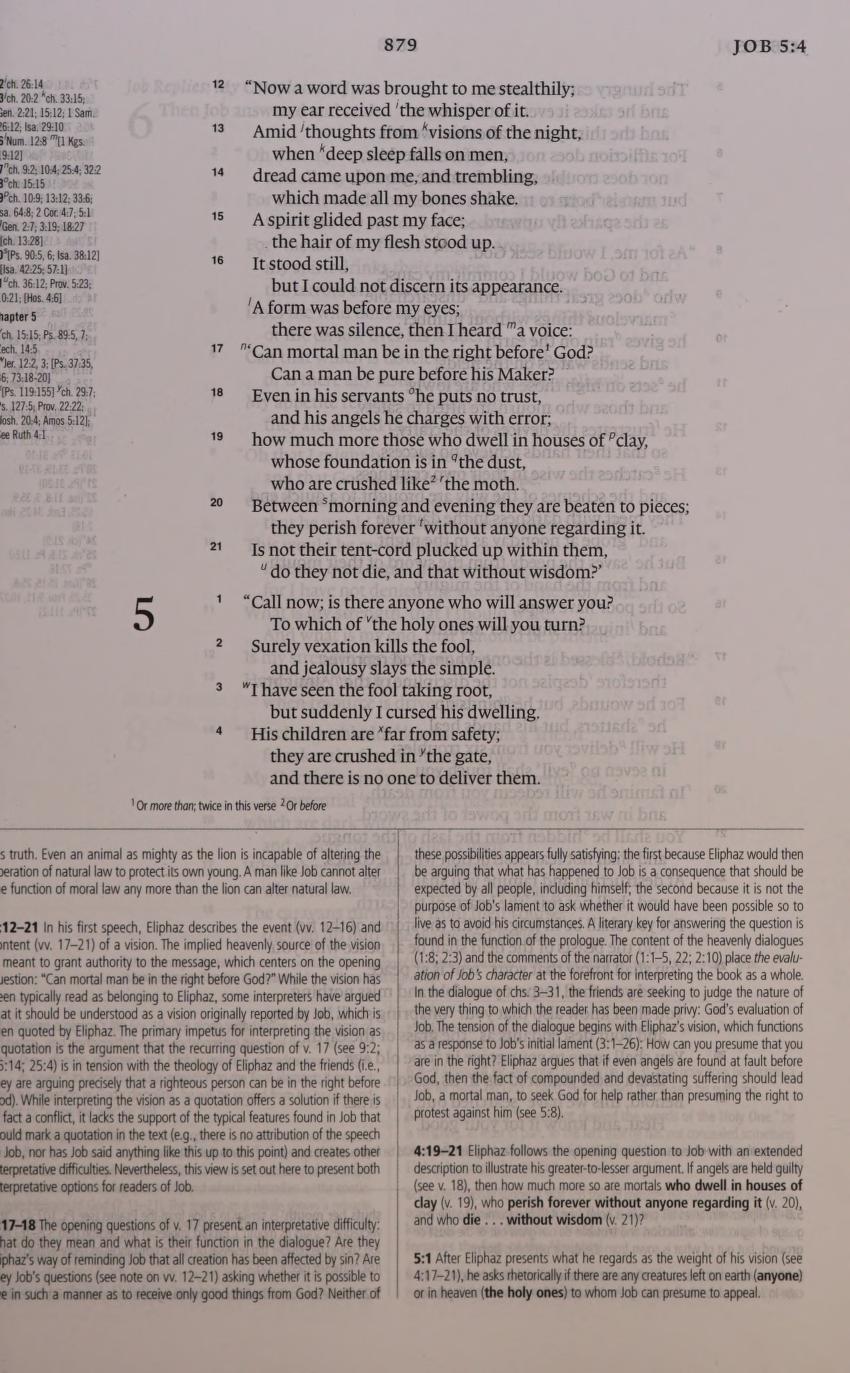 879
JOB 5:4
ch. 26:14
ch. 20:2 kch. 33:15;
Gen. 2:21; 15:12; 1 Sam.
26:12; Isa. 29:10
Num. 12:8 m[1 Kgs.
9:12]
nch. 9:2; 10:4; 25:4; 32:2
och. 15:15
pch. 10:9; 13:12; 33:6;
64:8; 2 Cor. 4:7; 5:1
Gen. 2:7; 3:19; 18:27
[ch. 13:28]
s[Ps. 90:5, 6; Isa. 38:12]
[Isa. 42:25; 57:1]
uch. 36:12; Prov. 5:23;
[Hos. 4:6]
Chapter 5
ch. 15:15; Ps. 89:5, 7;
14:5
wJer. 12:2, 3; [Ps. 37:35,
73:18-20]
[Ps. 119:155] ych. 29:7;
127:5; Prov. 22:22;
20:4; Amos 5:12];
Ruth 4:1
12 “Now a word was brought to me stealthily;
my ear received jthe whisper of it.
13 Amid jthoughts from kvisions of the night,
when kdeep sleep falls on men,
14 dread came upon me, and trembling,
which made all my bones shake.
15 A spirit glided past my face;
the hair of my flesh stood up.
16 It stood still,
but I could not discern its appearance.
lA form was before my eyes;
there was silence, then I heard ma voice:
17 n‘Can mortal man be in the right before1 God?
Can a man be pure before his Maker?
18 Even in his servants ohe puts no trust,
and his angels he charges with error;
19 how much more those who dwell in houses of pclay,
whose foundation is in qthe dust,
who are crushed like2 rthe moth.
20 Between smorning and evening they are beaten to pieces;
they perish forever twithout anyone regarding it.
21 Is not their tent-cord plucked up within them,
udo they not die, and that without wisdom?’
5
1 “Call now; is there anyone who will answer you?
To which of vthe holy ones will you turn?
2 Surely vexation kills the fool,
and jealousy slays the simple.
3 wI have seen the fool taking root,
but suddenly I cursed his dwelling.
4 His children are xfar from safety;
they are crushed in ythe gate,
and there is no one to deliver them.
1 Or more than; twice in this verse 2 Or before
s truth. Even an animal as mighty as the lion is incapable of altering the
peration of natural law to protect its own young. A man like Job cannot alter
e function of moral law any more than the lion can alter natural law.
:12–21 In his first speech, Eliphaz describes the event (vv. 12–16) and
ntent (vv. 17–21) of a vision. The implied heavenly source of the vision
meant to grant authority to the message, which centers on the opening
uestion: “Can mortal man be in the right before God?” While the vision has
een typically read as belonging to Eliphaz, some interpreters have argued
at it should be understood as a vision originally reported by Job, which is
en quoted by Eliphaz. The primary impetus for interpreting the vision as
quotation is the argument that the recurring question of v. 17 (see 9:2;
5:14; 25:4) is in tension with the theology of Eliphaz and the friends (i.e.,
ey are arguing precisely that a righteous person can be in the right before
od). While interpreting the vision as a quotation offers a solution if there is
fact a conflict, it lacks the support of the typical features found in Job that
ould mark a quotation in the text (e.g., there is no attribution of the speech
Job, nor has Job said anything like this up to this point) and creates other
terpretative difficulties. Nevertheless, this view is set out here to present both
terpretative options for readers of Job.
17–18 The opening questions of v. 17 present an interpretive difficulty:
hat do they mean and what is their function in the dialogue? Are they
iphaz’s way of reminding Job that all creation has been affected by sin? Are
ey Job’s questions (see note on vv. 12–21) asking whether it is possible to
e in such a manner as to receive only good things from God? Neither of
these possibilities appears fully satisfying; the first because Eliphaz would then
be arguing that what has happened to Job is a consequence that should be
expected by all people, including himself; the second because it is not the
purpose of Job’s lament to ask whether it would have been possible so to
live as to avoid his circumstances. A literary key for answering the question is
found in the function of the prologue. The content of the heavenly dialogues
(1:8; 2:3) and the comments of the narrator (1:1–5, 22; 2:10) place the evalu-
ation of Job’s character at the forefront for interpreting the book as a whole.
In the dialogue of chs. 3–31, the friends are seeking to judge the nature of
the very thing to which the reader has been made privy: God’s evaluation of
Job. The tension of the dialogue begins with Eliphaz’s vision, which functions
as a response to Job’s initial lament (3:1–26): How can you presume that you
are in the right? Eliphaz argues that if even angels are found at fault before
God, then the fact of compounded and devastating suffering should lead
Job, a mortal man, to seek God for help rather than presuming the right to
protest against him (see 5:8).
4:19–21 Eliphaz follows the opening question to Job with an extended
description to illustrate his greater-to-lesser argument. If angels are held guilty
(see v. 18), then how much more so are mortals who dwell in houses of
clay (v. 19), who perish forever without anyone regarding it (v. 20),
and who die . . . without wisdom (v. 21)?
5:1 After Eliphaz presents what he regards as the weight of his vision (see
4:17–21), he asks rhetorically if there are any creatures left on earth (anyone)
or in heaven (the holy ones) to whom Job can presume to appeal.